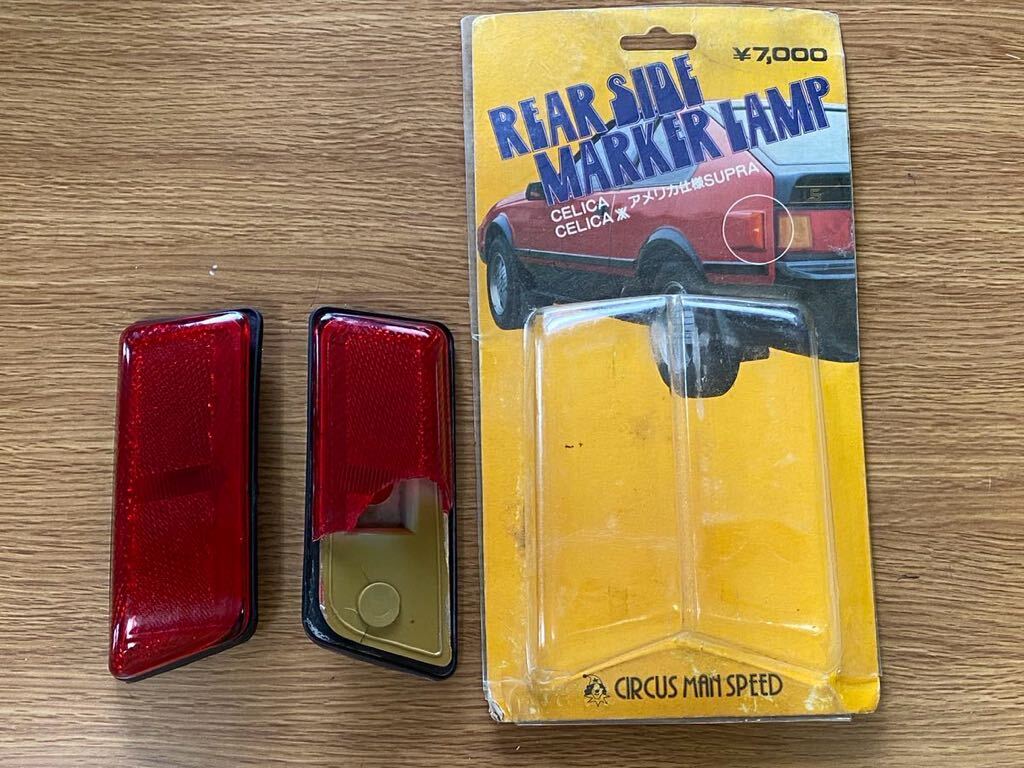 ¥7,000
REAR SIDE
MARKER LAMP
CELICA/アメリカ仕様SUPRA
CELICA XX
CIRCUS MAN SPEED